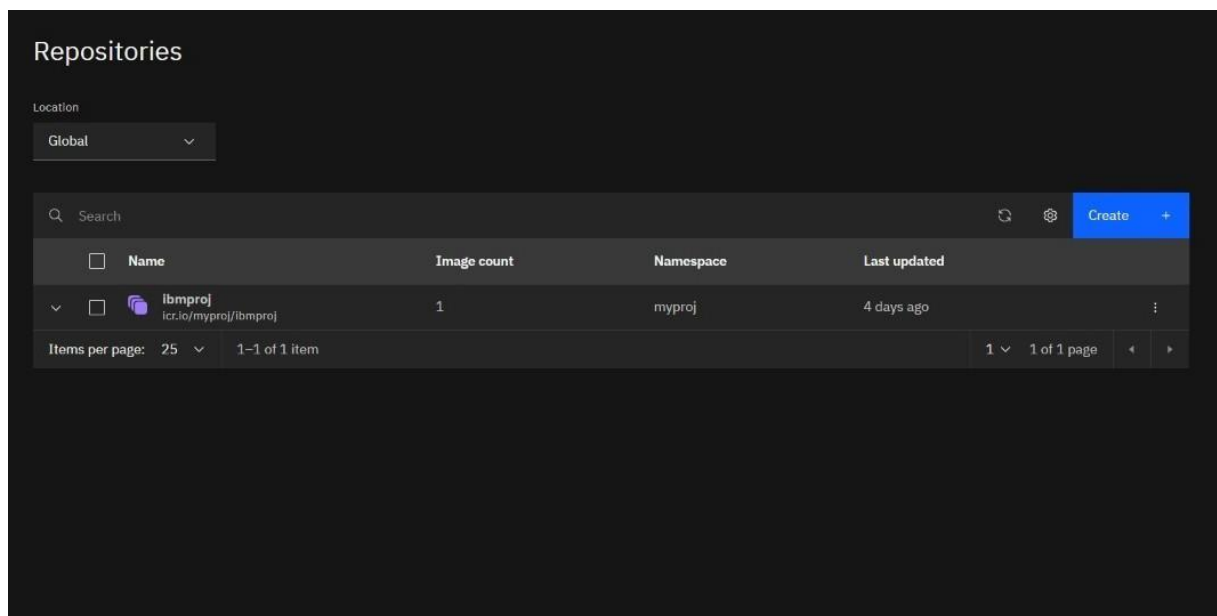 Repositories
Location
Global
Search
Create +
Name Image count Namespace Last updated
ibmproj 1 myproj 4 days ago
icr.io/myproj/ibmproj
Items per page: 25 1–1 of 1 item 1 1 of 1 page